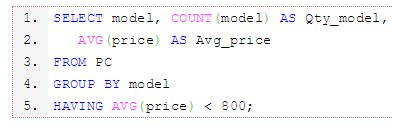 1. SELECT model, COUNT(model) AS Qty_model,
2. AVG(price) AS Avg_price
3. FROM PC
4. GROUP BY model
5. HAVING AVG(price) < 800;